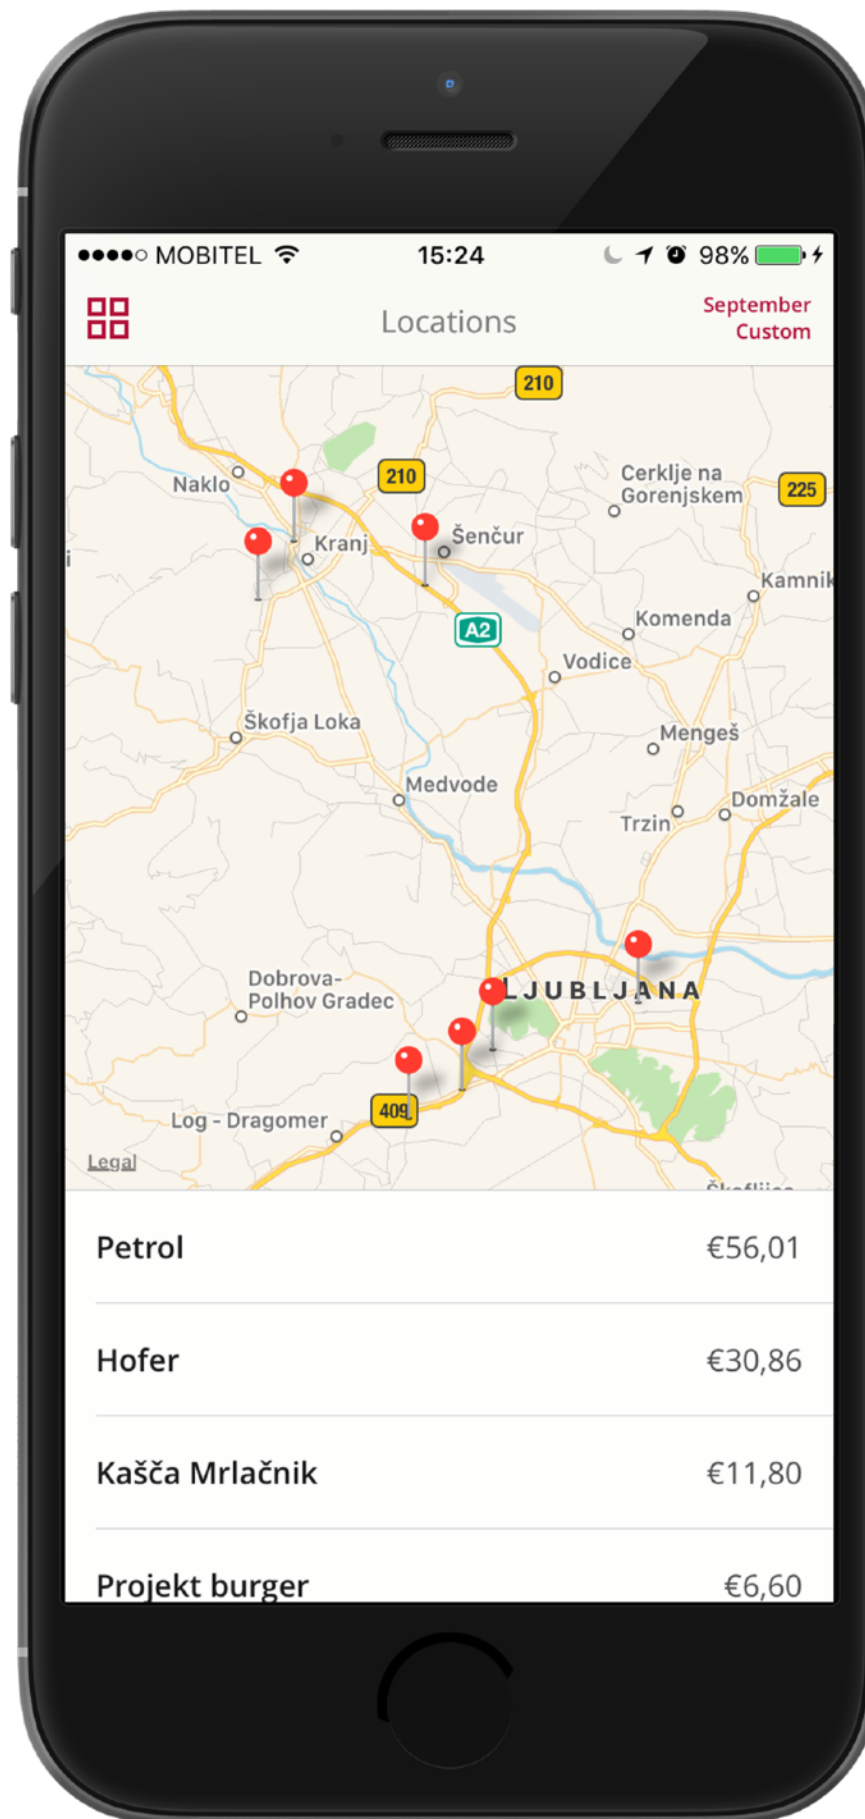 MOBITEL 15:24 98%
Locations
September
Custom
210
Naklo
210
Cerklje na
Gorenjskem
225
Kranj
Šenčur
i
Kamnik
A2
Komenda
Vodice
Škofja Loka
Mengeš
Medvode
Domžale
Trzin
Dobrova-
Polhov Gradec
LJUBLJANA
409
Log - Dragomer
Legal
Petrol €56,01
Hofer €30,86
Kašča Mrlačnik €11,80
Projekt burger €6,60